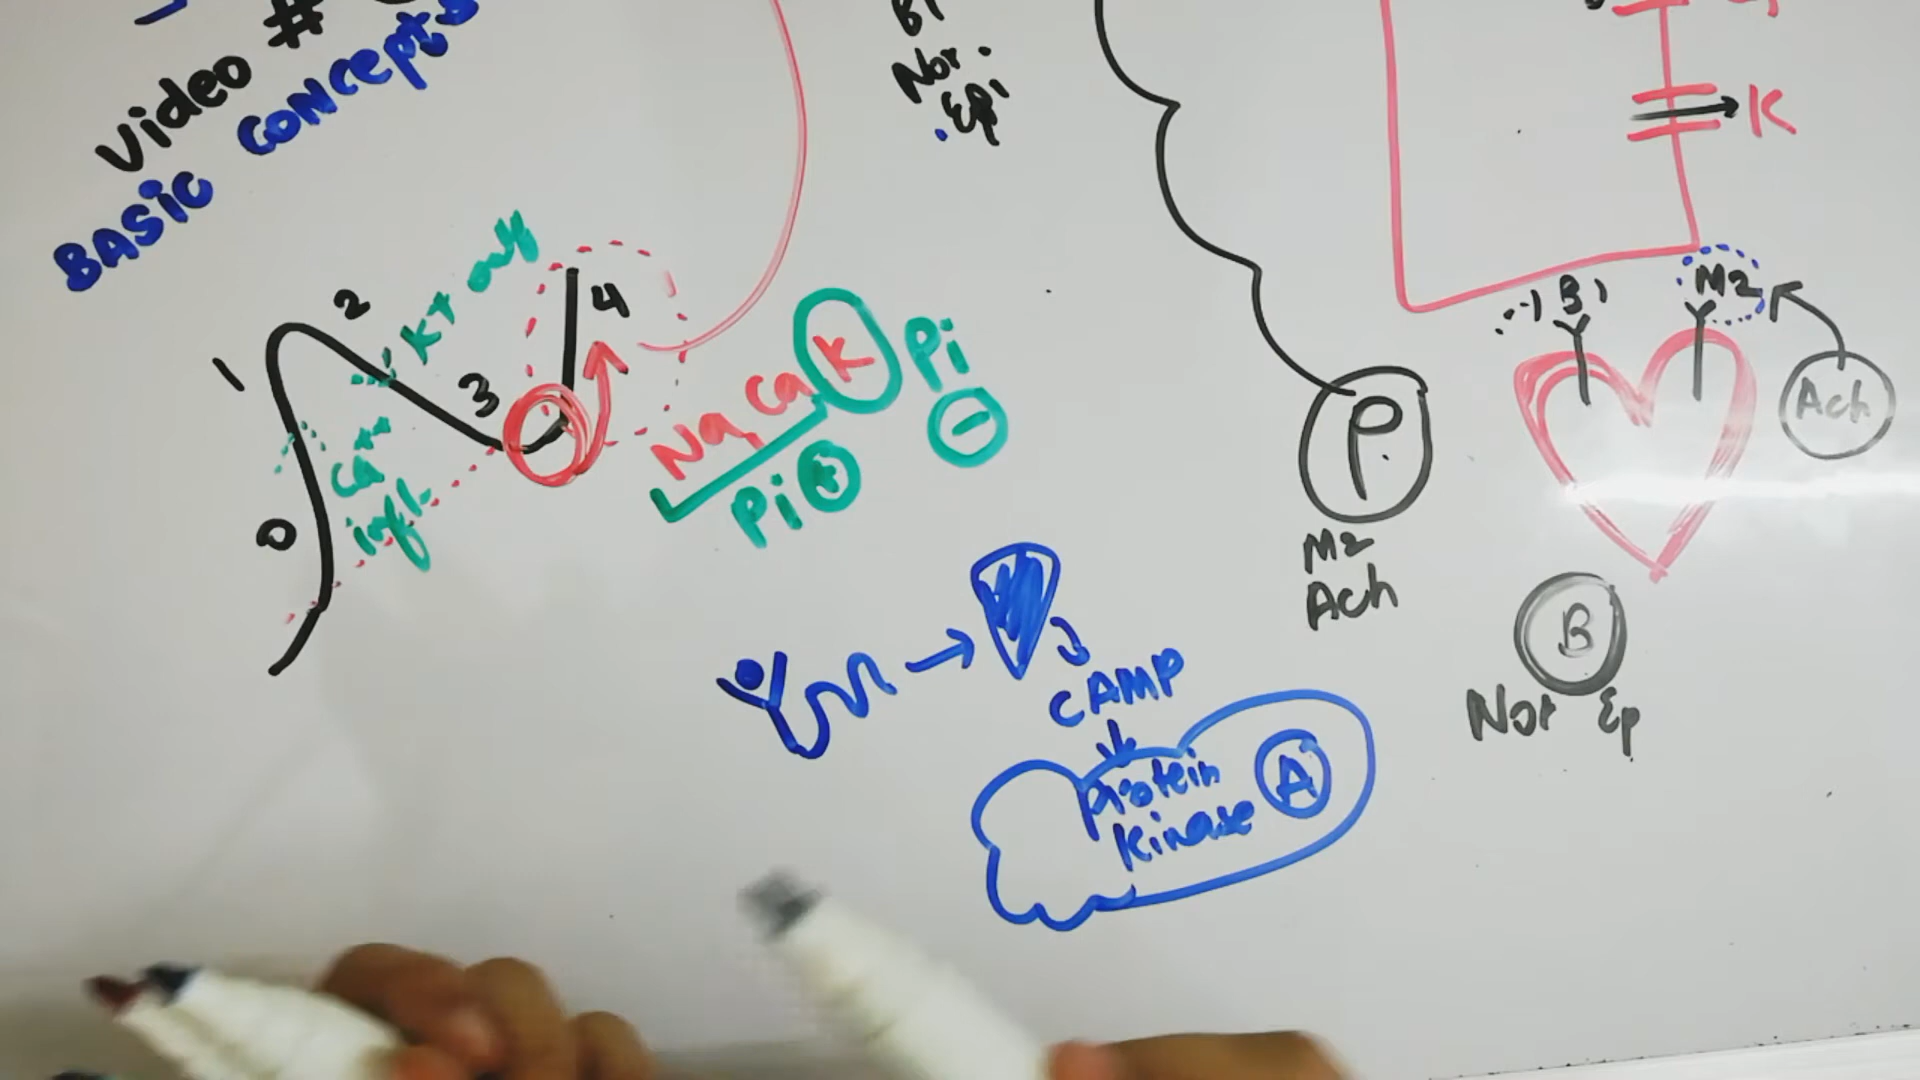 Video #
BASIC CONCEPTS
B1
Nor
Epi
K
1
2
K+ out
3
4
Ca++
infl.
0
Na, Ca K Pi
Pi + −
B1
M2
Ach
P
M2
Ach
B
Nor Ep
CAMP
Protein
Kinase A